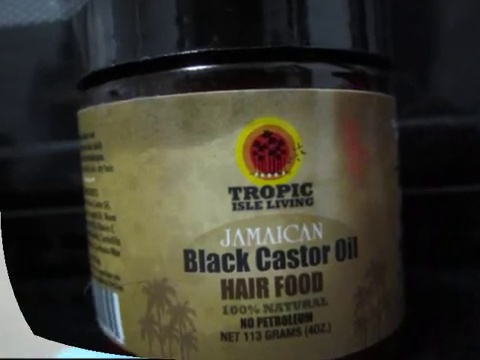 TROPIC
ISLE LIVING
JAMAICAN
Black Castor Oil
HAIR FOOD
100% NATURAL
NO PETROLEUM
NET 113 GRAMS (4OZ.)